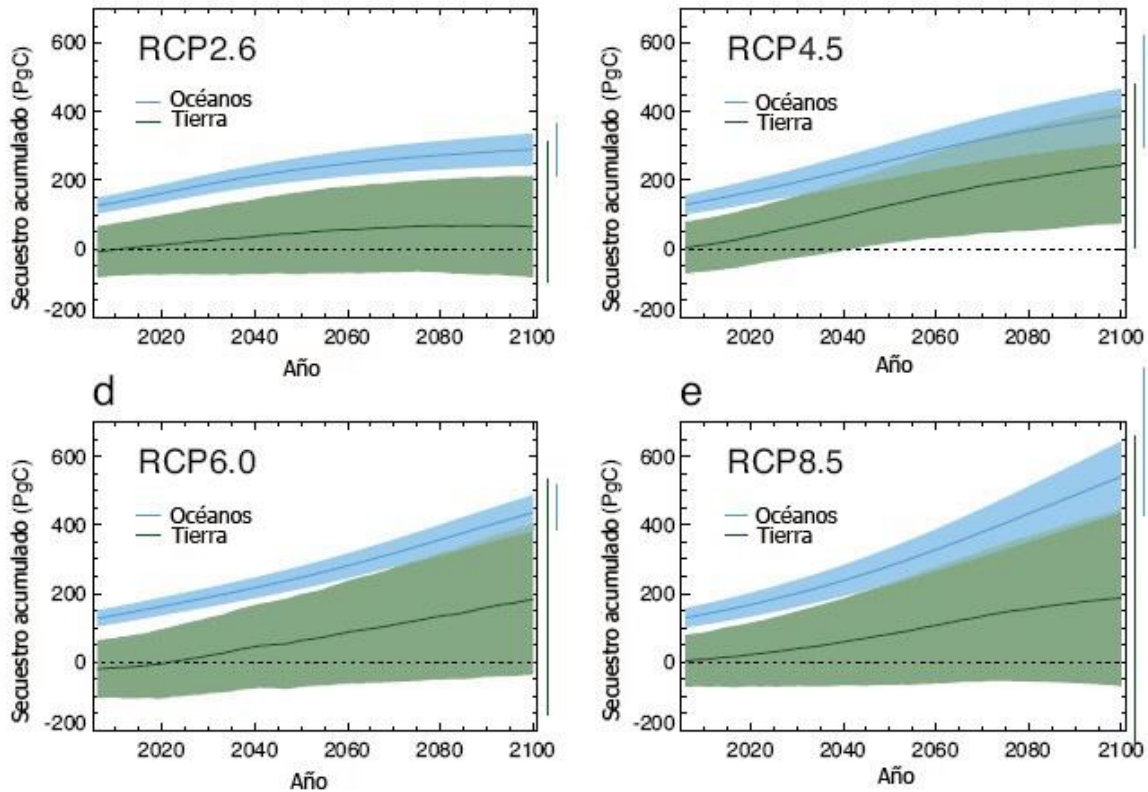 RCP2.6
Océanos
Tierra
Secuestro acumulado (PgC)
600
400
200
0
-200
2020 2040 2060 2080 2100
Año
RCP4.5
Océanos
Tierra
Secuestro acumulado (PgC)
600
400
200
0
-200
2020 2040 2060 2080 2100
Año
d
RCP6.0
Océanos
Tierra
Secuestro acumulado (PgC)
600
400
200
0
-200
2020 2040 2060 2080 2100
Año
e
RCP8.5
Océanos
Tierra
Secuestro acumulado (PgC)
600
400
200
0
-200
2020 2040 2060 2080 2100
Año